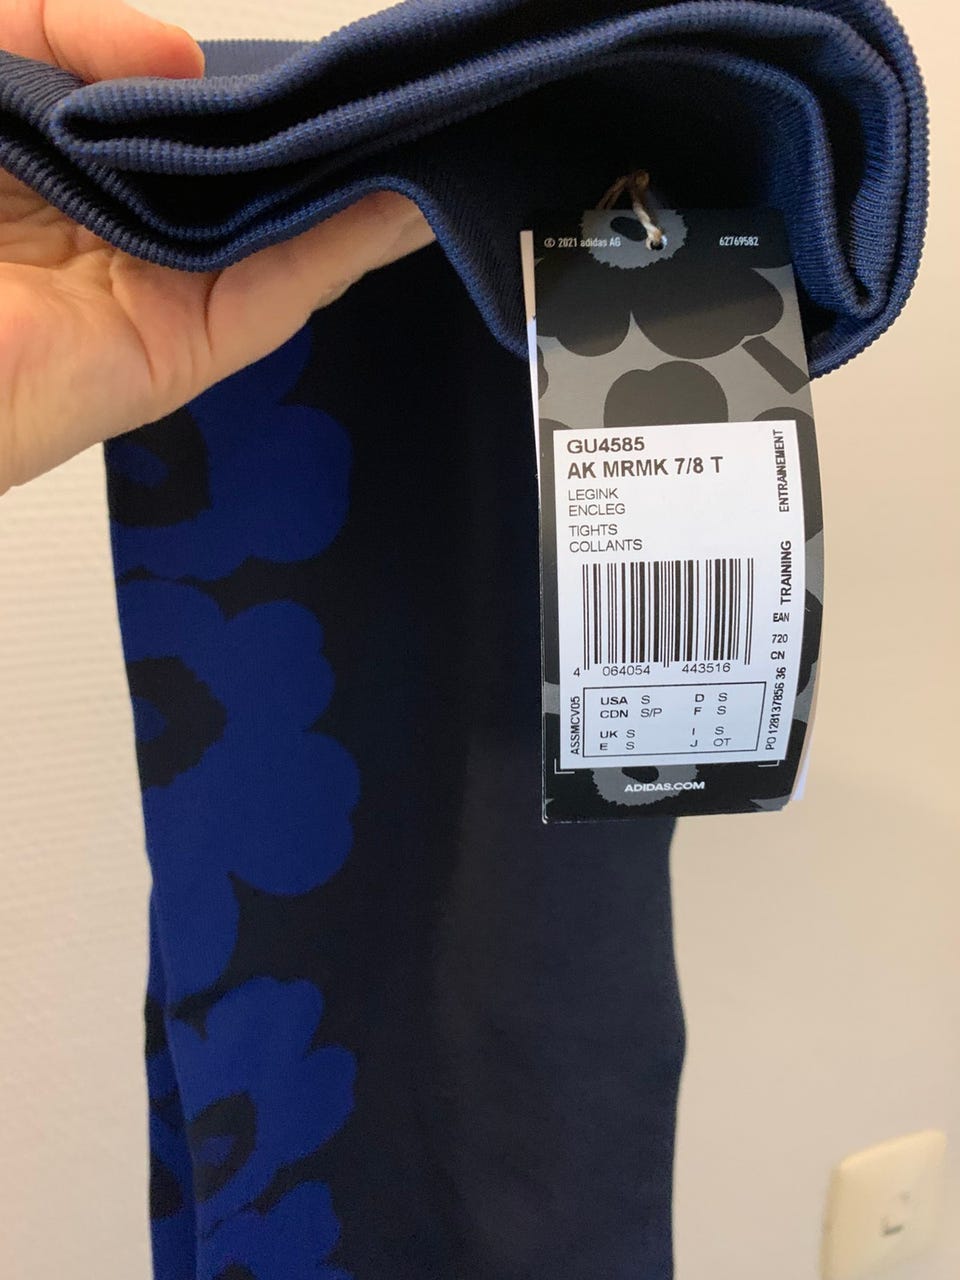 © 2021 adidas AG 62769582
GU4585
AK MRMK 7/8 T
LEGINK
ENCLEG
TIGHTS
COLLANTS
TRAINING ENTRAINEMENT
4 064054 443516
EAN
720
CN
PO 128137856 36
ASSMCV05
USA S D S
CDN S/P F S
UK S I S
E S J OT
ADIDAS.COM